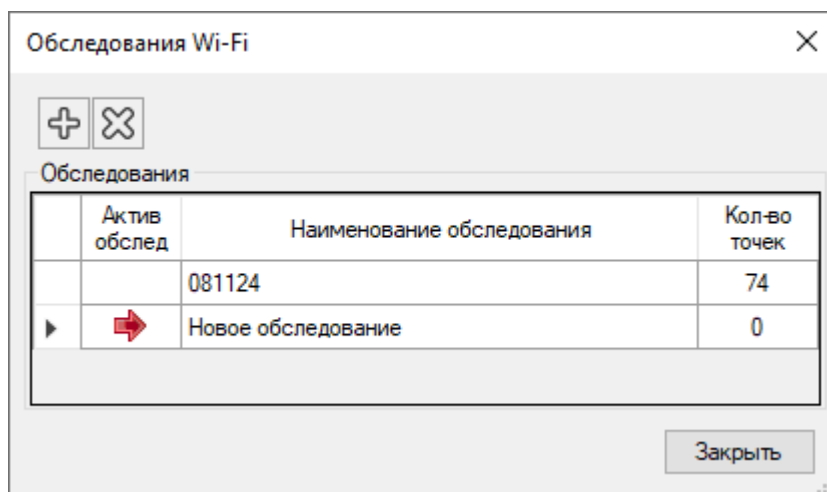 Обследования Wi-Fi
Обследования
Актив обслед
Наименование обследования
Кол-во точек
081124
74
Новое обследование
0
Закрыть